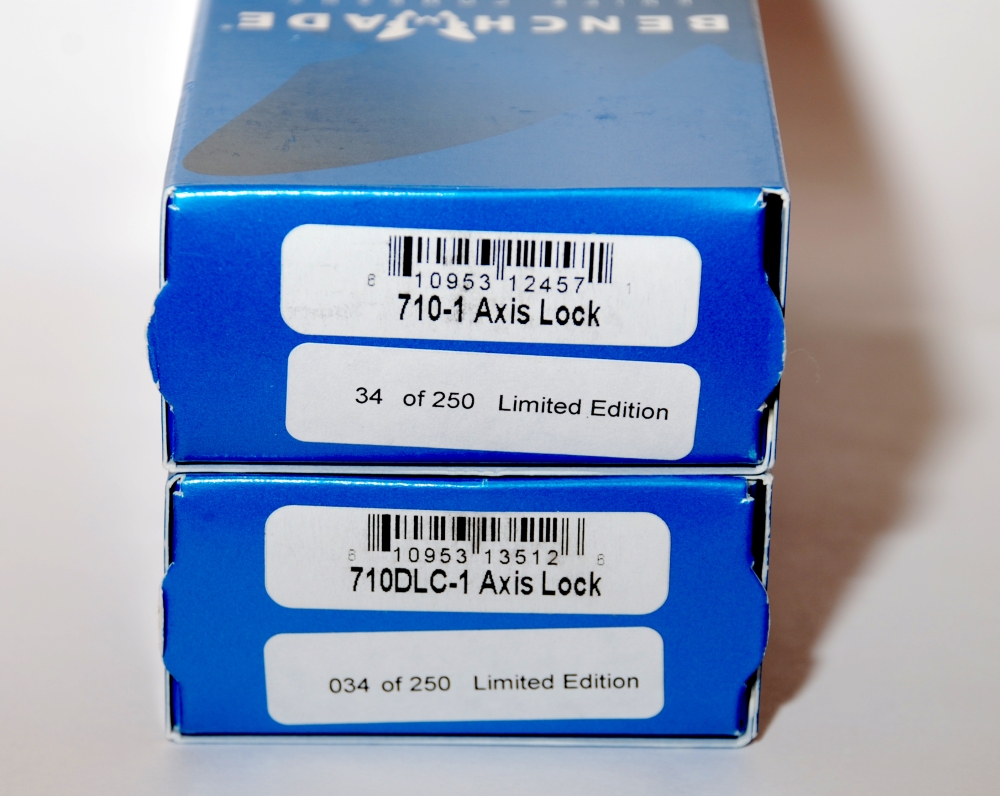 BENCHMADE
6 10953 12457 1
710-1 Axis Lock
34 of 250 Limited Edition
6 10953 13512 6
710DLC-1 Axis Lock
034 of 250 Limited Edition